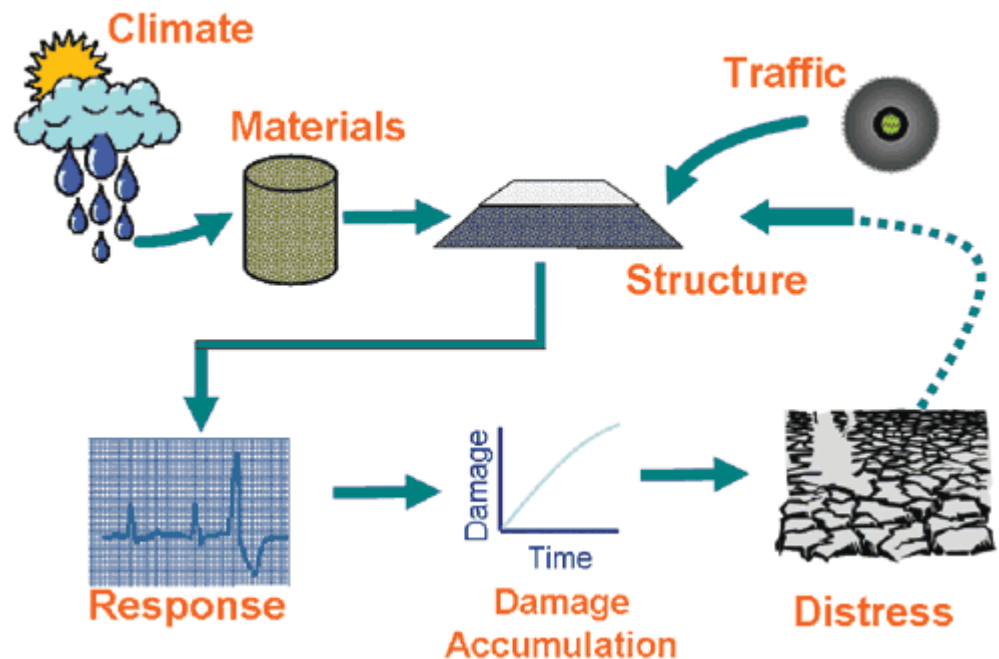 Climate
Traffic
Materials
Structure
Damage
Time
Response
Damage
Accumulation
Distress